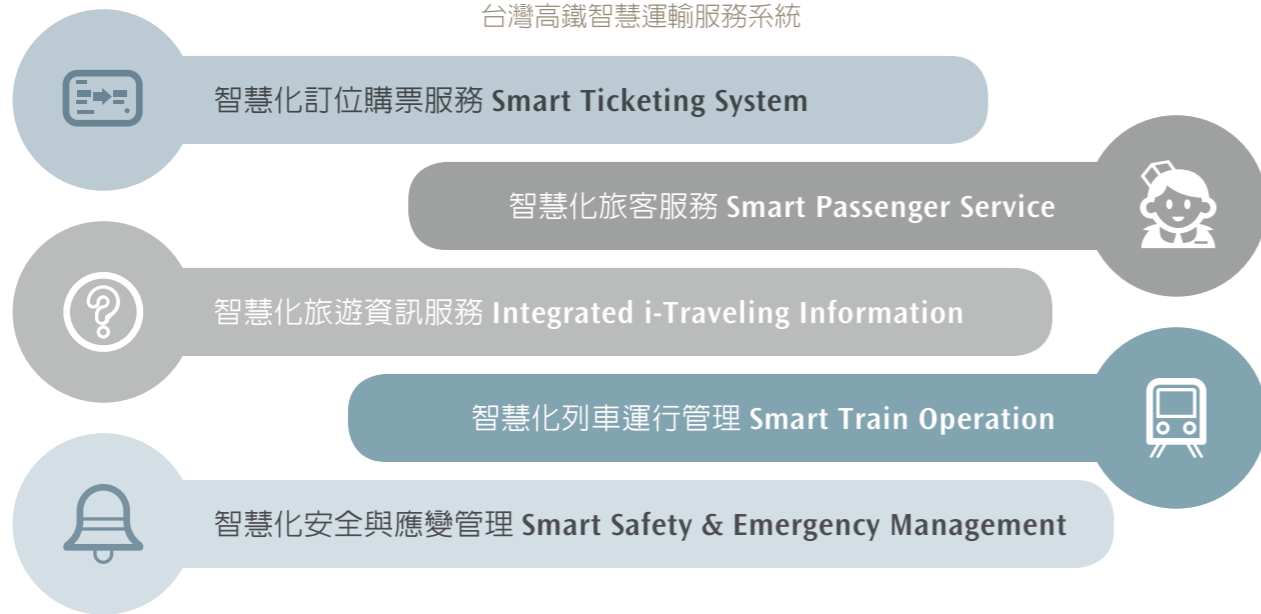 台灣高鐵智慧運輸服務系統
智慧化訂位購票服務 Smart Ticketing System
智慧化旅客服務 Smart Passenger Service
智慧化旅遊資訊服務 Integrated i-Traveling Information
智慧化列車運行管理 Smart Train Operation
智慧化安全與應變管理 Smart Safety & Emergency Management